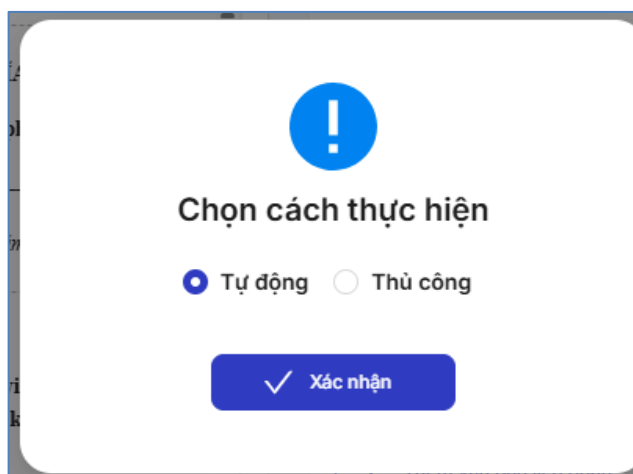 Chọn cách thực hiện
Tự động Thủ công
Xác nhận